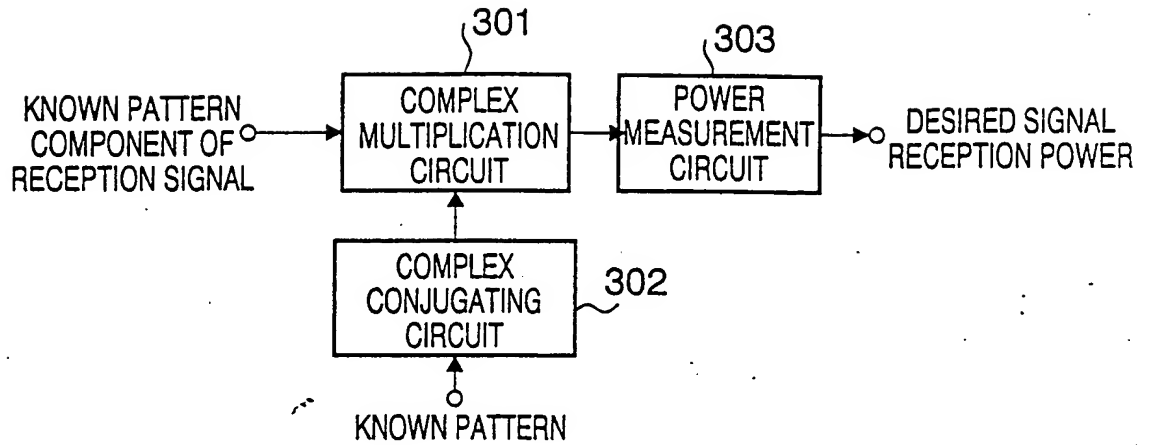 301
303
KNOWN PATTERN
COMPONENT OF
RECEPTION SIGNAL
COMPLEX
MULTIPLICATION
CIRCUIT
POWER
MEASUREMENT
CIRCUIT
DESIRED SIGNAL
RECEPTION POWER
COMPLEX
CONJUGATING
CIRCUIT
302
KNOWN PATTERN